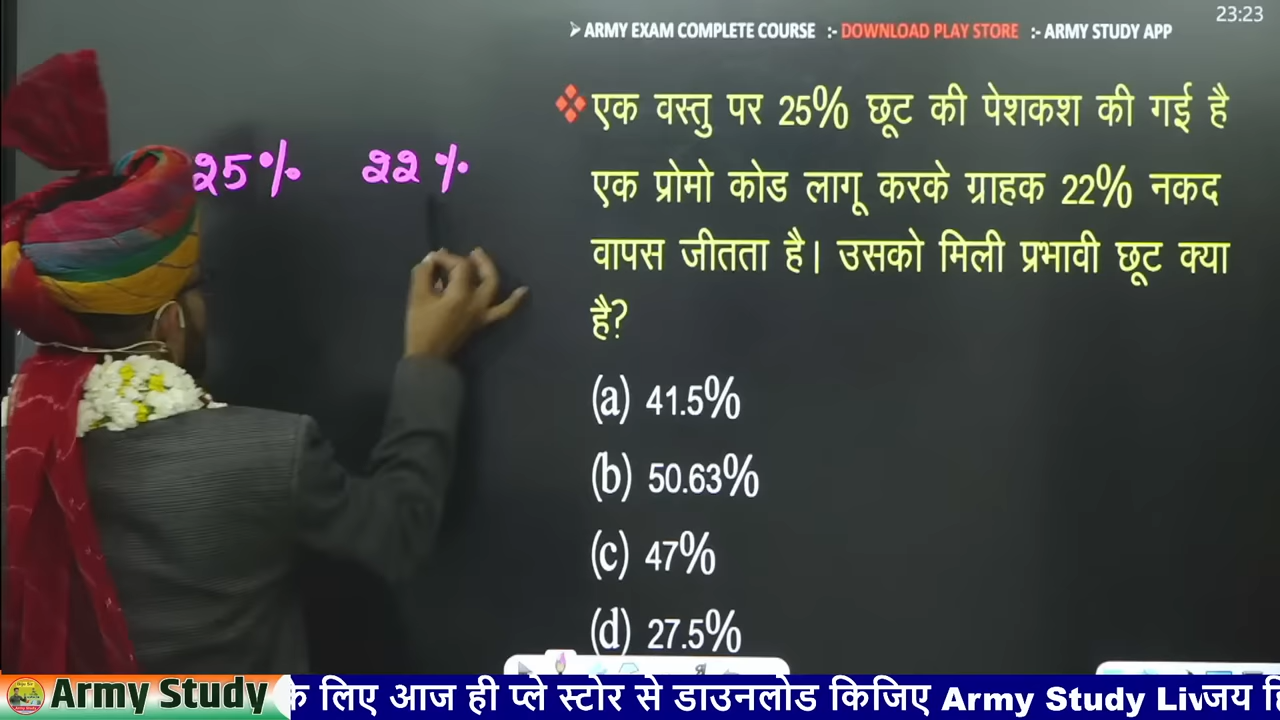 23:23
➢ ARMY EXAM COMPLETE COURSE :- DOWNLOAD PLAY STORE :- ARMY STUDY APP
25% 22%
❖ एक वस्तु पर 25% छूट की पेशकश की गई है
एक प्रोमो कोड लागू करके ग्राहक 22% नकद
वापस जीतता है। उसको मिली प्रभावी छूट क्या
है?
(a) 41.5%
(b) 50.63%
(c) 47%
(d) 27.5%
Army Study
के लिए आज ही प्ले स्टोर से डाउनलोड किजिए Army Study Liv
जय